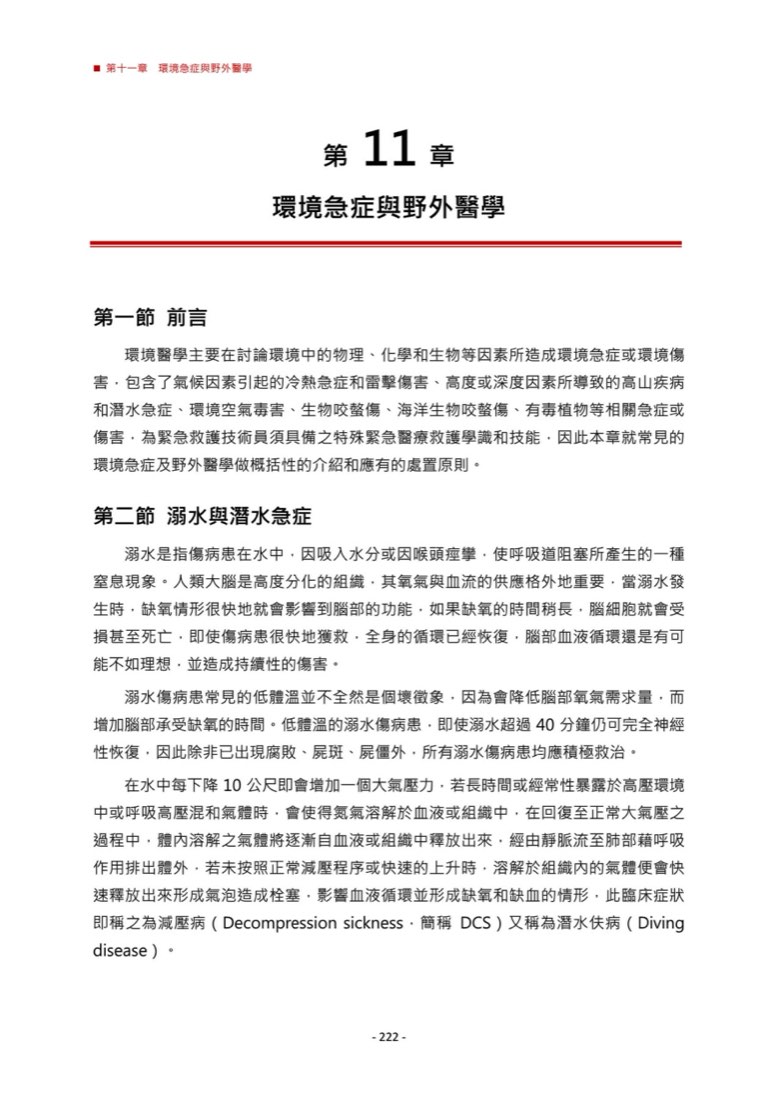 ■ 第十一章 環境急症與野外醫學
第 11 章
環境急症與野外醫學
第一節 前言
環境醫學主要在討論環境中的物理、化學和生物等因素所造成環境急症或環境傷
害，包含了氣候因素引起的冷熱急症和雷擊傷害、高度或深度因素所導致的高山疾病
和潛水急症、環境空氣毒害、生物咬螫傷、海洋生物咬螫傷、有毒植物等相關急症或
傷害，為緊急救護技術員須具備之特殊緊急醫療救護學識和技能，因此本章就常見的
環境急症及野外醫學做概括性的介紹和應有的處置原則。
第二節 溺水與潛水急症
溺水是指傷病患在水中，因吸入水分或因喉頭痙攣，使呼吸道阻塞所產生的一種
窒息現象。人類大腦是高度分化的組織，其氧氣與血流的供應格外地重要，當溺水發
生時，缺氧情形很快地就會影響到腦部的功能，如果缺氧的時間稍長，腦細胞就會受
損甚至死亡，即使傷病患很快地獲救，全身的循環已經恢復，腦部血液循環還是有可
能不如理想，並造成持續性的傷害。
溺水傷病患常見的低體溫並不全然是個壞徵象，因為會降低腦部氧氣需求量，而
增加腦部承受缺氧的時間。低體溫的溺水傷病患，即使溺水超過 40 分鐘仍可完全神經
性恢復，因此除非已出現腐敗、屍斑、屍僵外，所有溺水傷病患均應積極救治。
在水中每下降 10 公尺即會增加一個大氣壓力，若長時間或經常性暴露於高壓環境
中或呼吸高壓混和氣體時，會使得氮氣溶解於血液或組織中，在回復至正常大氣壓之
過程中，體內溶解之氣體將逐漸自血液或組織中釋放出來，經由靜脈流至肺部藉呼吸
作用排出體外，若未按照正常減壓程序或快速的上升時，溶解於組織內的氣體便會快
速釋放出來形成氣泡造成栓塞，影響血液循環並形成缺氧和缺血的情形，此臨床症狀
即稱之為減壓病（Decompression sickness，簡稱 DCS）又稱為潛水伕病（Diving
disease）。
- 222 -